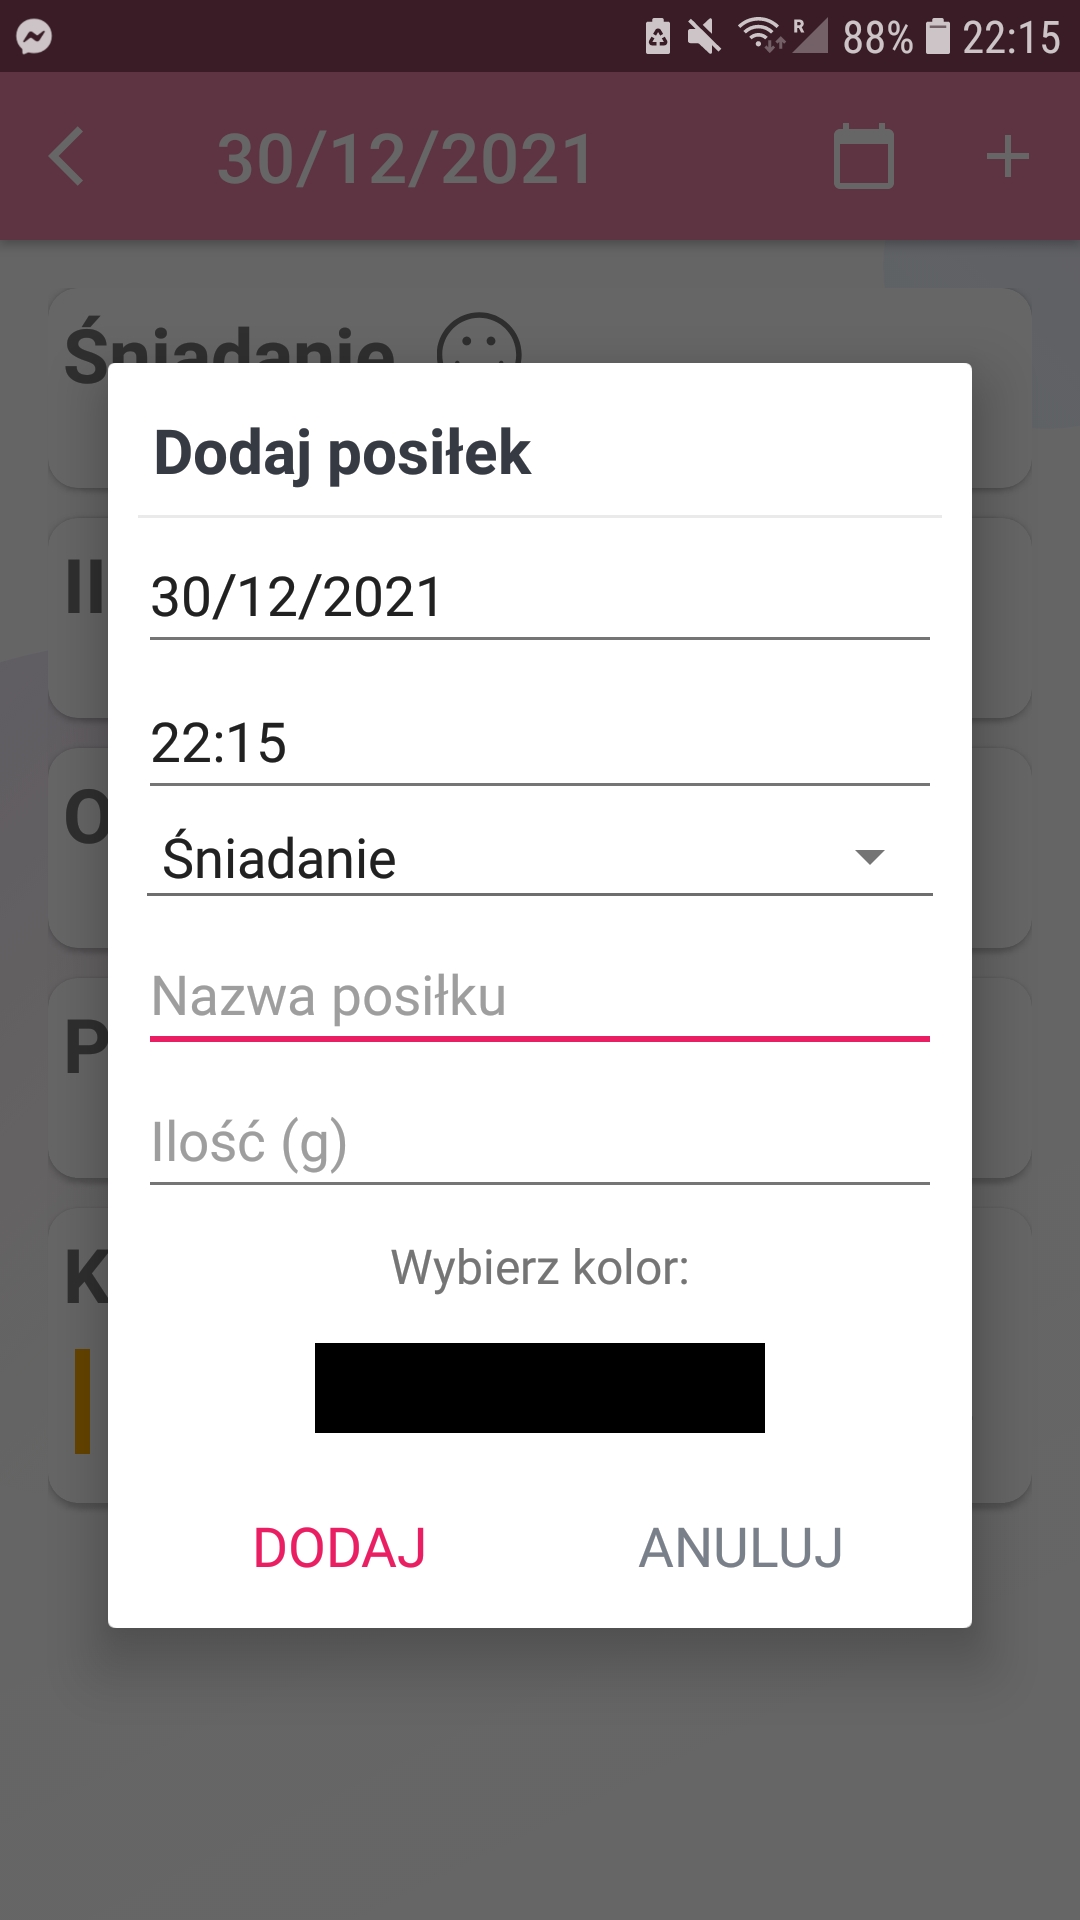 R 88% 22:15
30/12/2021
Śniadanie
Dodaj posiłek
II
30/12/2021
22:15
O
Śniadanie
Nazwa posiłku
P
Ilość (g)
K
Wybierz kolor:
DODAJ ANULUJ